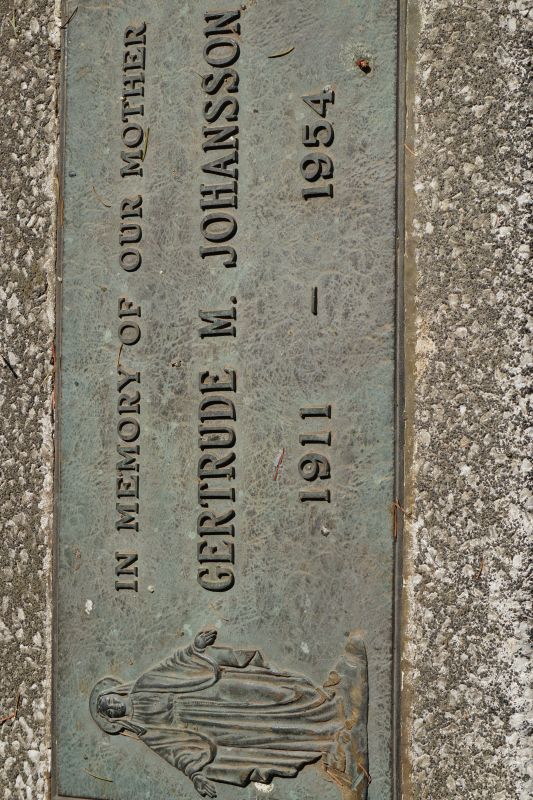 IN MEMORY OF OUR MOTHER
GERTRUDE M. JOHANSSON
1911 – 1954